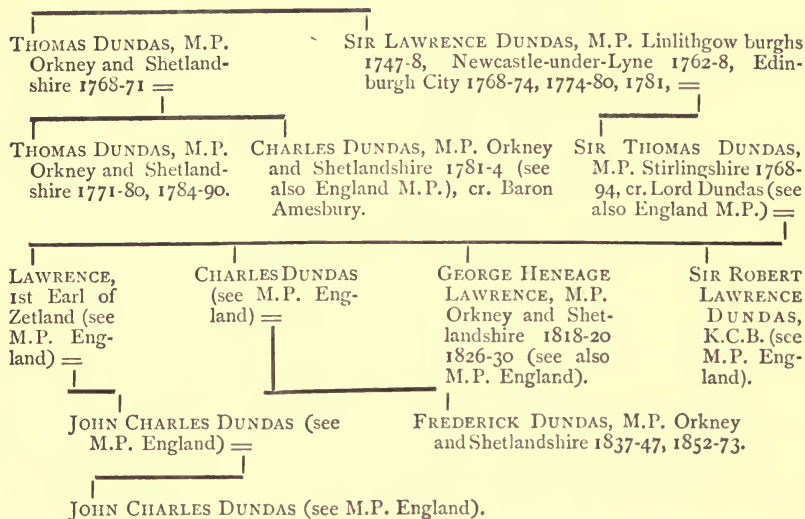 THOMAS DUNDAS, M.P.
Orkney and Shetland-
shire 1768-71 =
SIR LAWRENCE DUNDAS, M.P. Linlithgow burghs
1747-8, Newcastle-under-Lyne 1762-8, Edin-
burgh City 1768-74, 1774-80, 1781, =
THOMAS DUNDAS, M.P.
Orkney and Shetland-
shire 1771-80, 1784-90.
CHARLES DUNDAS, M.P. Orkney
and Shetlandshire 1781-4 (see
also England M.P.), cr. Baron
Amesbury.
SIR THOMAS DUNDAS,
M.P. Stirlingshire 1768-
94, cr. Lord Dundas (see
also England M.P.) =
LAWRENCE,
1st Earl of
Zetland (see
M.P. Eng-
land) =
CHARLES DUNDAS
(see M.P. Eng-
land) =
GEORGE HENEAGE
LAWRENCE, M.P.
Orkney and Shet-
landshire 1818-20
1826-30 (see also
M.P. England).
SIR ROBERT
LAWRENCE
DUNDAS,
K.C.B. (see
M.P. Eng-
land).
JOHN CHARLES DUNDAS (see
M.P. England) =
FREDERICK DUNDAS, M.P. Orkney
and Shetlandshire 1837-47, 1852-73.
JOHN CHARLES DUNDAS (see M.P. England).